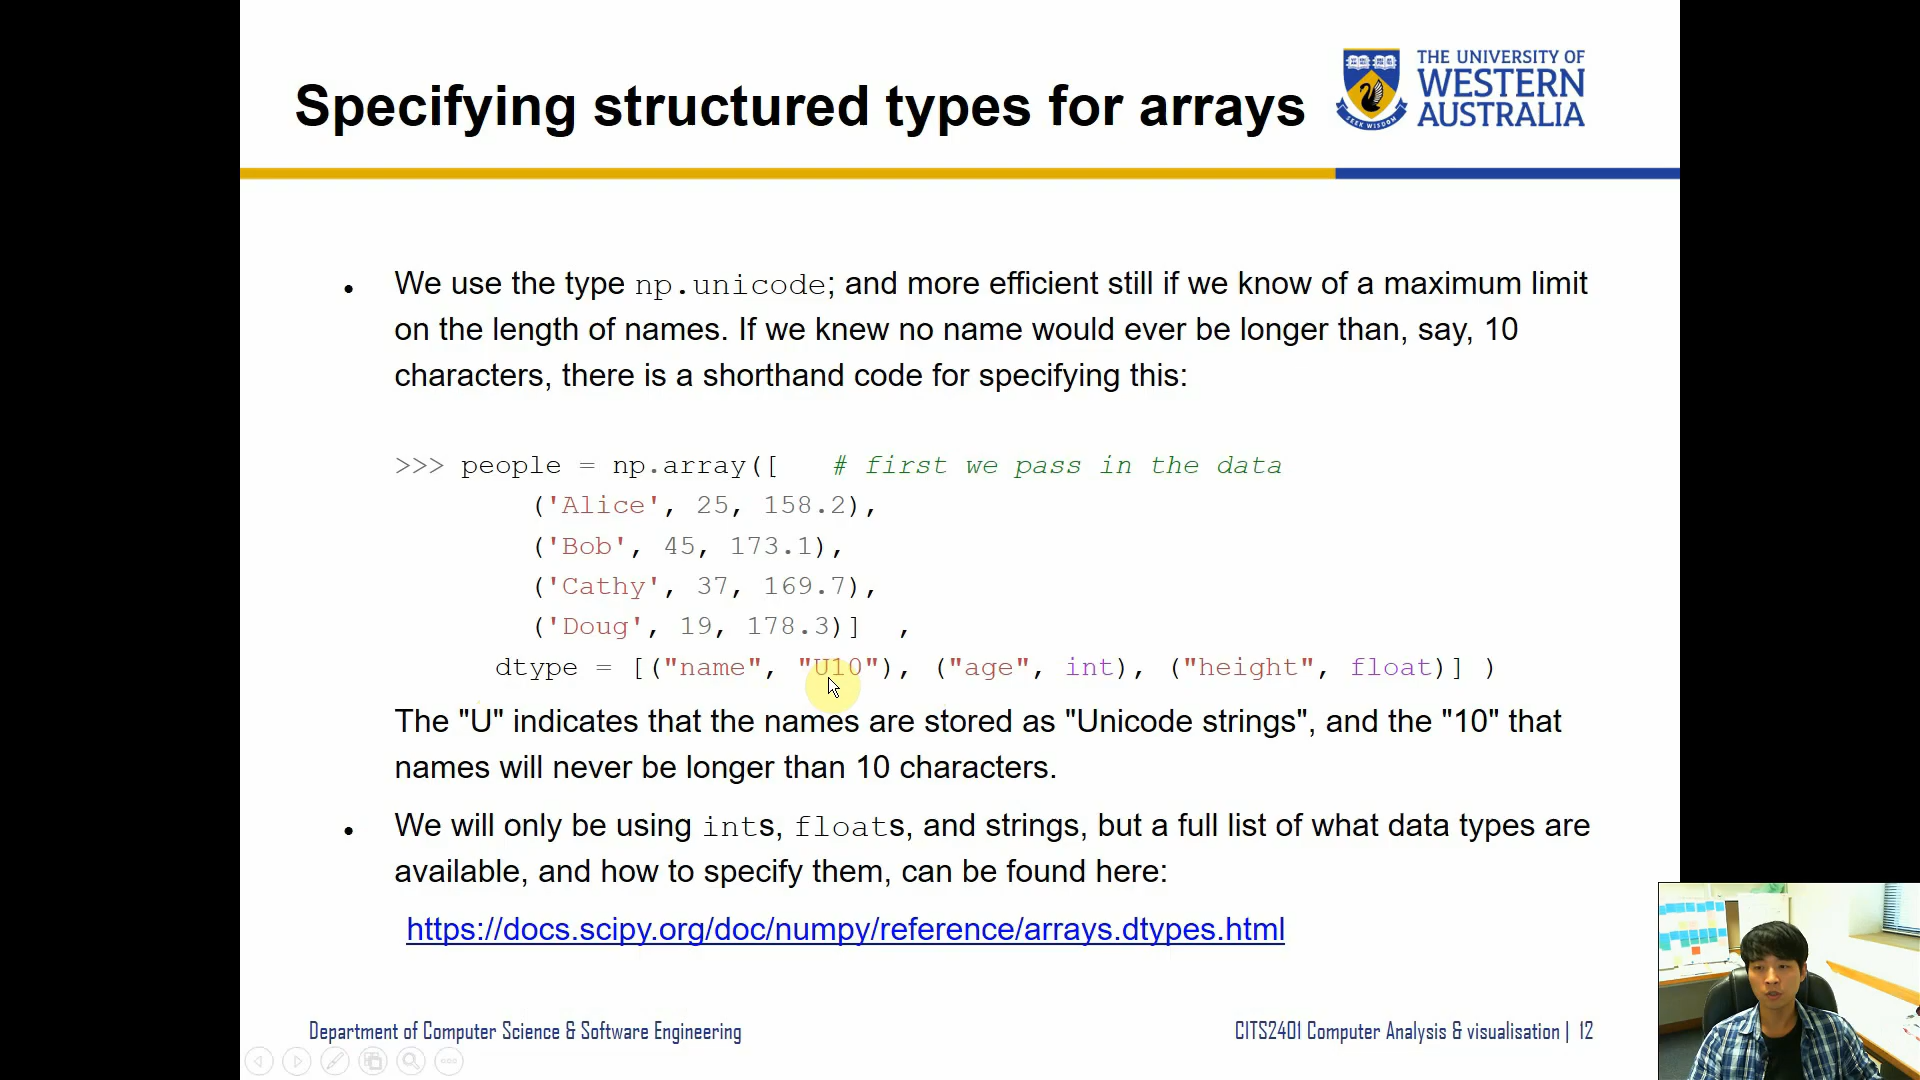 Specifying structured types for arrays
THE UNIVERSITY OF
WESTERN
AUSTRALIA
SEEK WISDOM
• We use the type np.unicode; and more efficient still if we know of a maximum limit
on the length of names. If we knew no name would ever be longer than, say, 10
characters, there is a shorthand code for specifying this:
>>> people = np.array([ # first we pass in the data
('Alice', 25, 158.2),
('Bob', 45, 173.1),
('Cathy', 37, 169.7),
('Doug', 19, 178.3)] ,
dtype = [("name", "U10"), ("age", int), ("height", float)] )
The "U" indicates that the names are stored as "Unicode strings", and the "10" that
names will never be longer than 10 characters.
• We will only be using ints, floats, and strings, but a full list of what data types are
available, and how to specify them, can be found here:
https://docs.scipy.org/doc/numpy/reference/arrays.dtypes.html
Department of Computer Science & Software Engineering
CITS2401 Computer Analysis & visualisation | 12